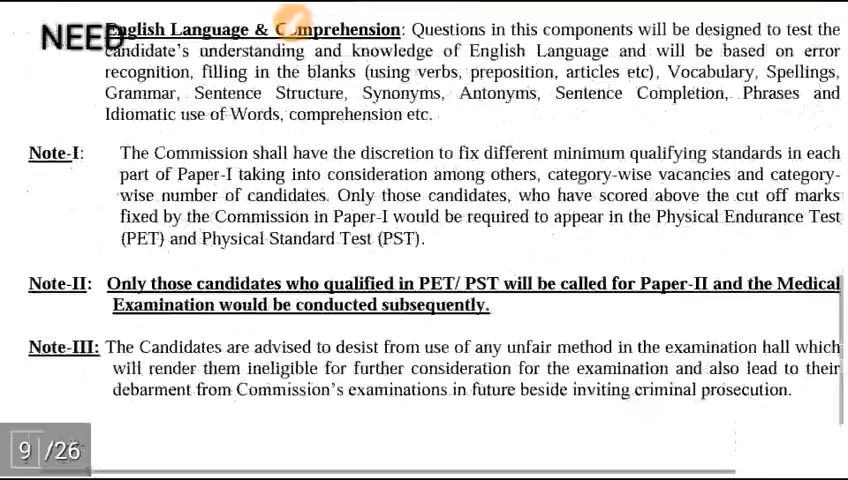 NEED
English Language & Comprehension: Questions in this components will be designed to test the
candidate's understanding and knowledge of English Language and will be based on error
recognition, filling in the blanks (using verbs, preposition, articles etc), Vocabulary, Spellings,
Grammar, Sentence Structure, Synonyms, Antonyms, Sentence Completion, Phrases and
Idiomatic use of Words, comprehension etc.
Note-I: The Commission shall have the discretion to fix different minimum qualifying standards in each
part of Paper-I taking into consideration among others, category-wise vacancies and category-
wise number of candidates. Only those candidates, who have scored above the cut off marks
fixed by the Commission in Paper-I would be required to appear in the Physical Endurance Test
(PET) and Physical Standard Test (PST).
Note-II: Only those candidates who qualified in PET/ PST will be called for Paper-II and the Medical
Examination would be conducted subsequently.
Note-III: The Candidates are advised to desist from use of any unfair method in the examination hall which
will render them ineligible for further consideration for the examination and also lead to their
debarment from Commission's examinations in future beside inviting criminal prosecution.
9 /26